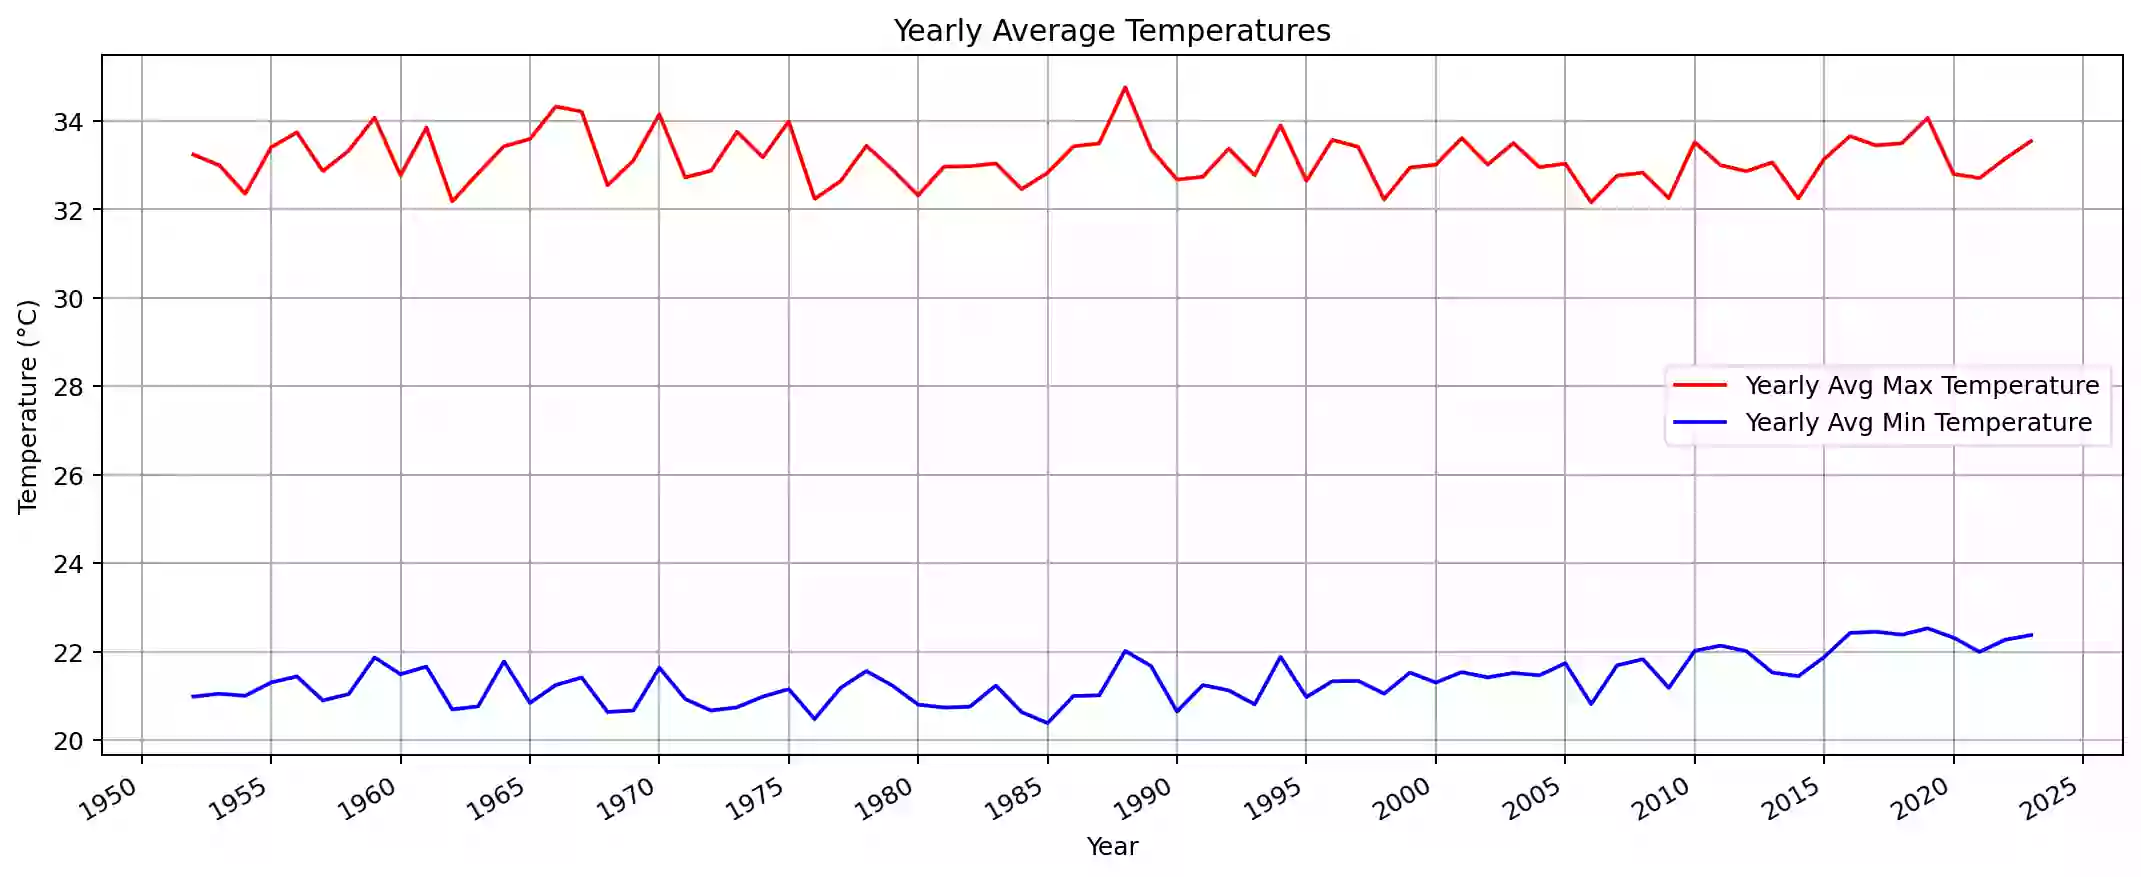 Yearly Average Temperatures
Temperature (°C)
34
32
30
28
26
24
22
20
Yearly Avg Max Temperature
Yearly Avg Min Temperature
1950 1955 1960 1965 1970 1975 1980 1985 1990 1995 2000 2005 2010 2015 2020 2025
Year